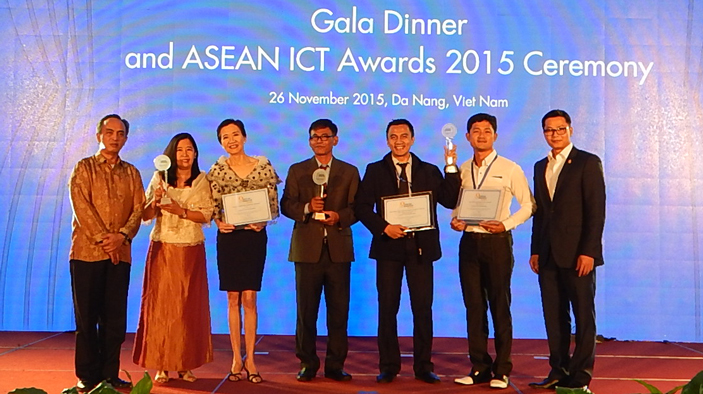 Gala Dinner
and ASEAN ICT Awards 2015 Ceremony
26 November 2015, Da Nang, Viet Nam